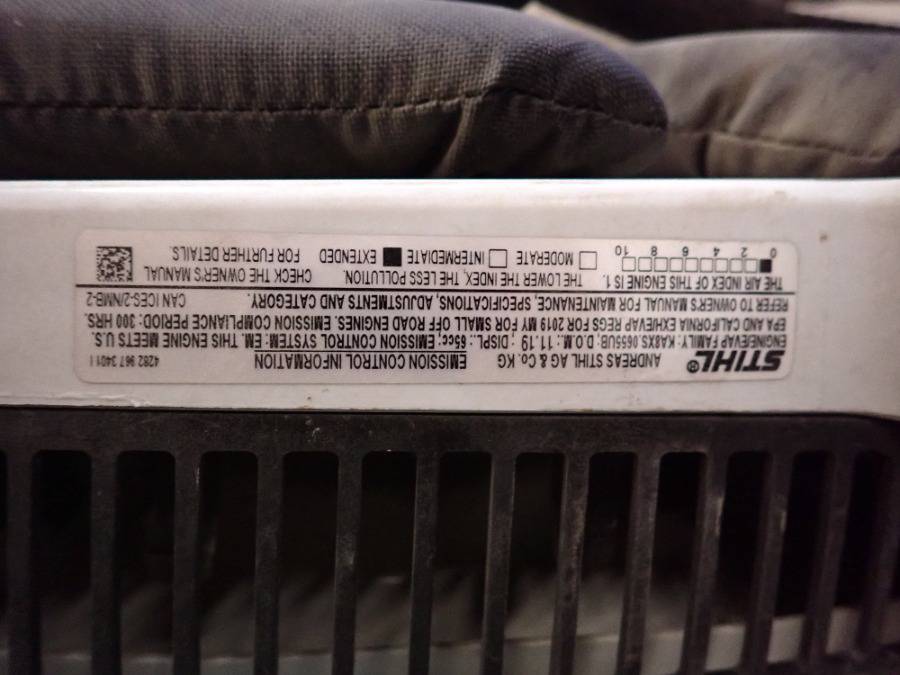 STIHL®
ANDREAS STIHL AG & Co. KG EMISSION CONTROL INFORMATION 4282 967 3401 I
ENGINE/EVAP FAMILY: KA8XS.0655UB: D.O.M.: 11.19 : DISPL.: 65cc: EMISSION CONTROL SYSTEM: EM. THIS ENGINE MEETS U.S.
EPA AND CALIFORNIA EXH/EVAP REGS FOR 2019 MY SMALL OFF ROAD ENGINES. EMISSION COMPLIANCE PERIOD: 300 HRS.
REFER TO OWNER'S MANUAL FOR MAINTENANCE, SPECIFICATIONS, ADJUSTMENTS AND CATEGORY. CAN ICES-2/NMB-2
THE AIR INDEX OF THIS ENGINE IS 1. THE LOWER THE INDEX, THE LESS POLLUTION. CHECK THE OWNER'S MANUAL
0 2 4 6 8 10 MODERATE INTERMEDIATE EXTENDED FOR FURTHER DETAILS.